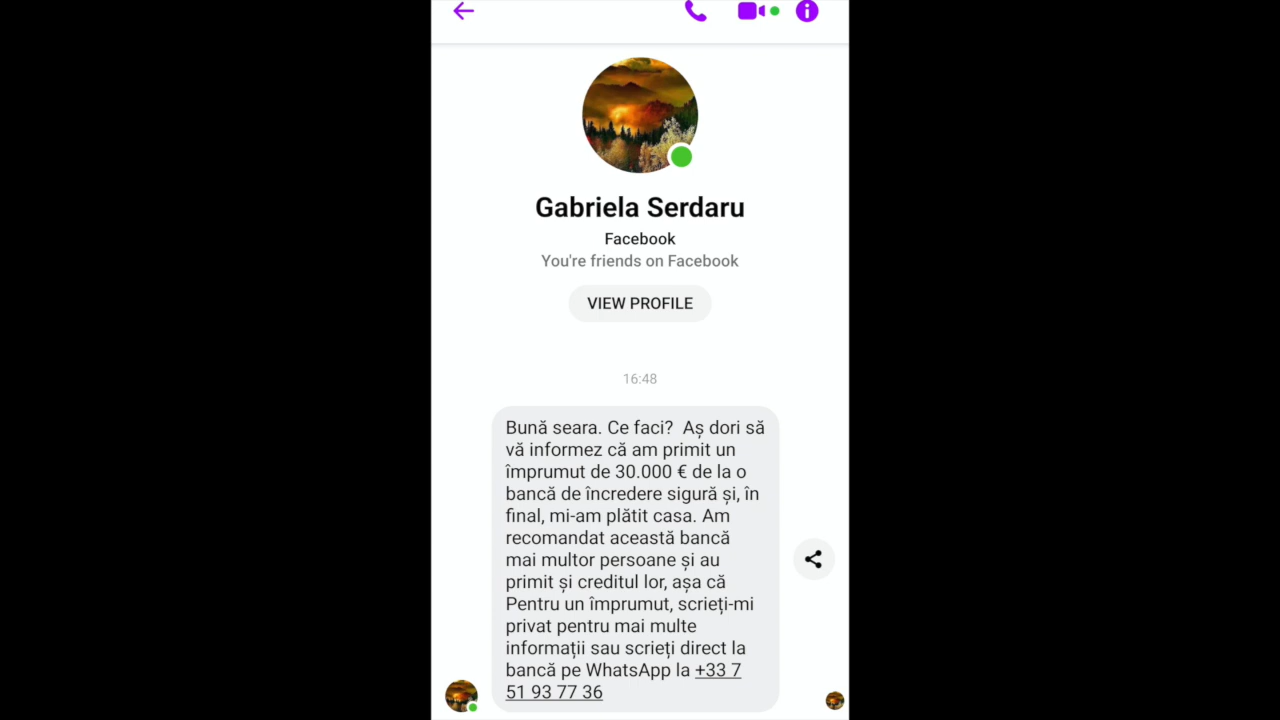 Gabriela Serdaru
Facebook
You're friends on Facebook
VIEW PROFILE
16:48
Bună seara. Ce faci?  Aș dori să
vă informez că am primit un
împrumut de 30.000 € de la o
bancă de încredere sigură și, în
final, mi-am plătit casa. Am
recomandat această bancă
mai multor persoane și au
primit și creditul lor, așa că
Pentru un împrumut, scrieți-mi
privat pentru mai multe
informații sau scrieți direct la
bancă pe WhatsApp la +33 7
51 93 77 36